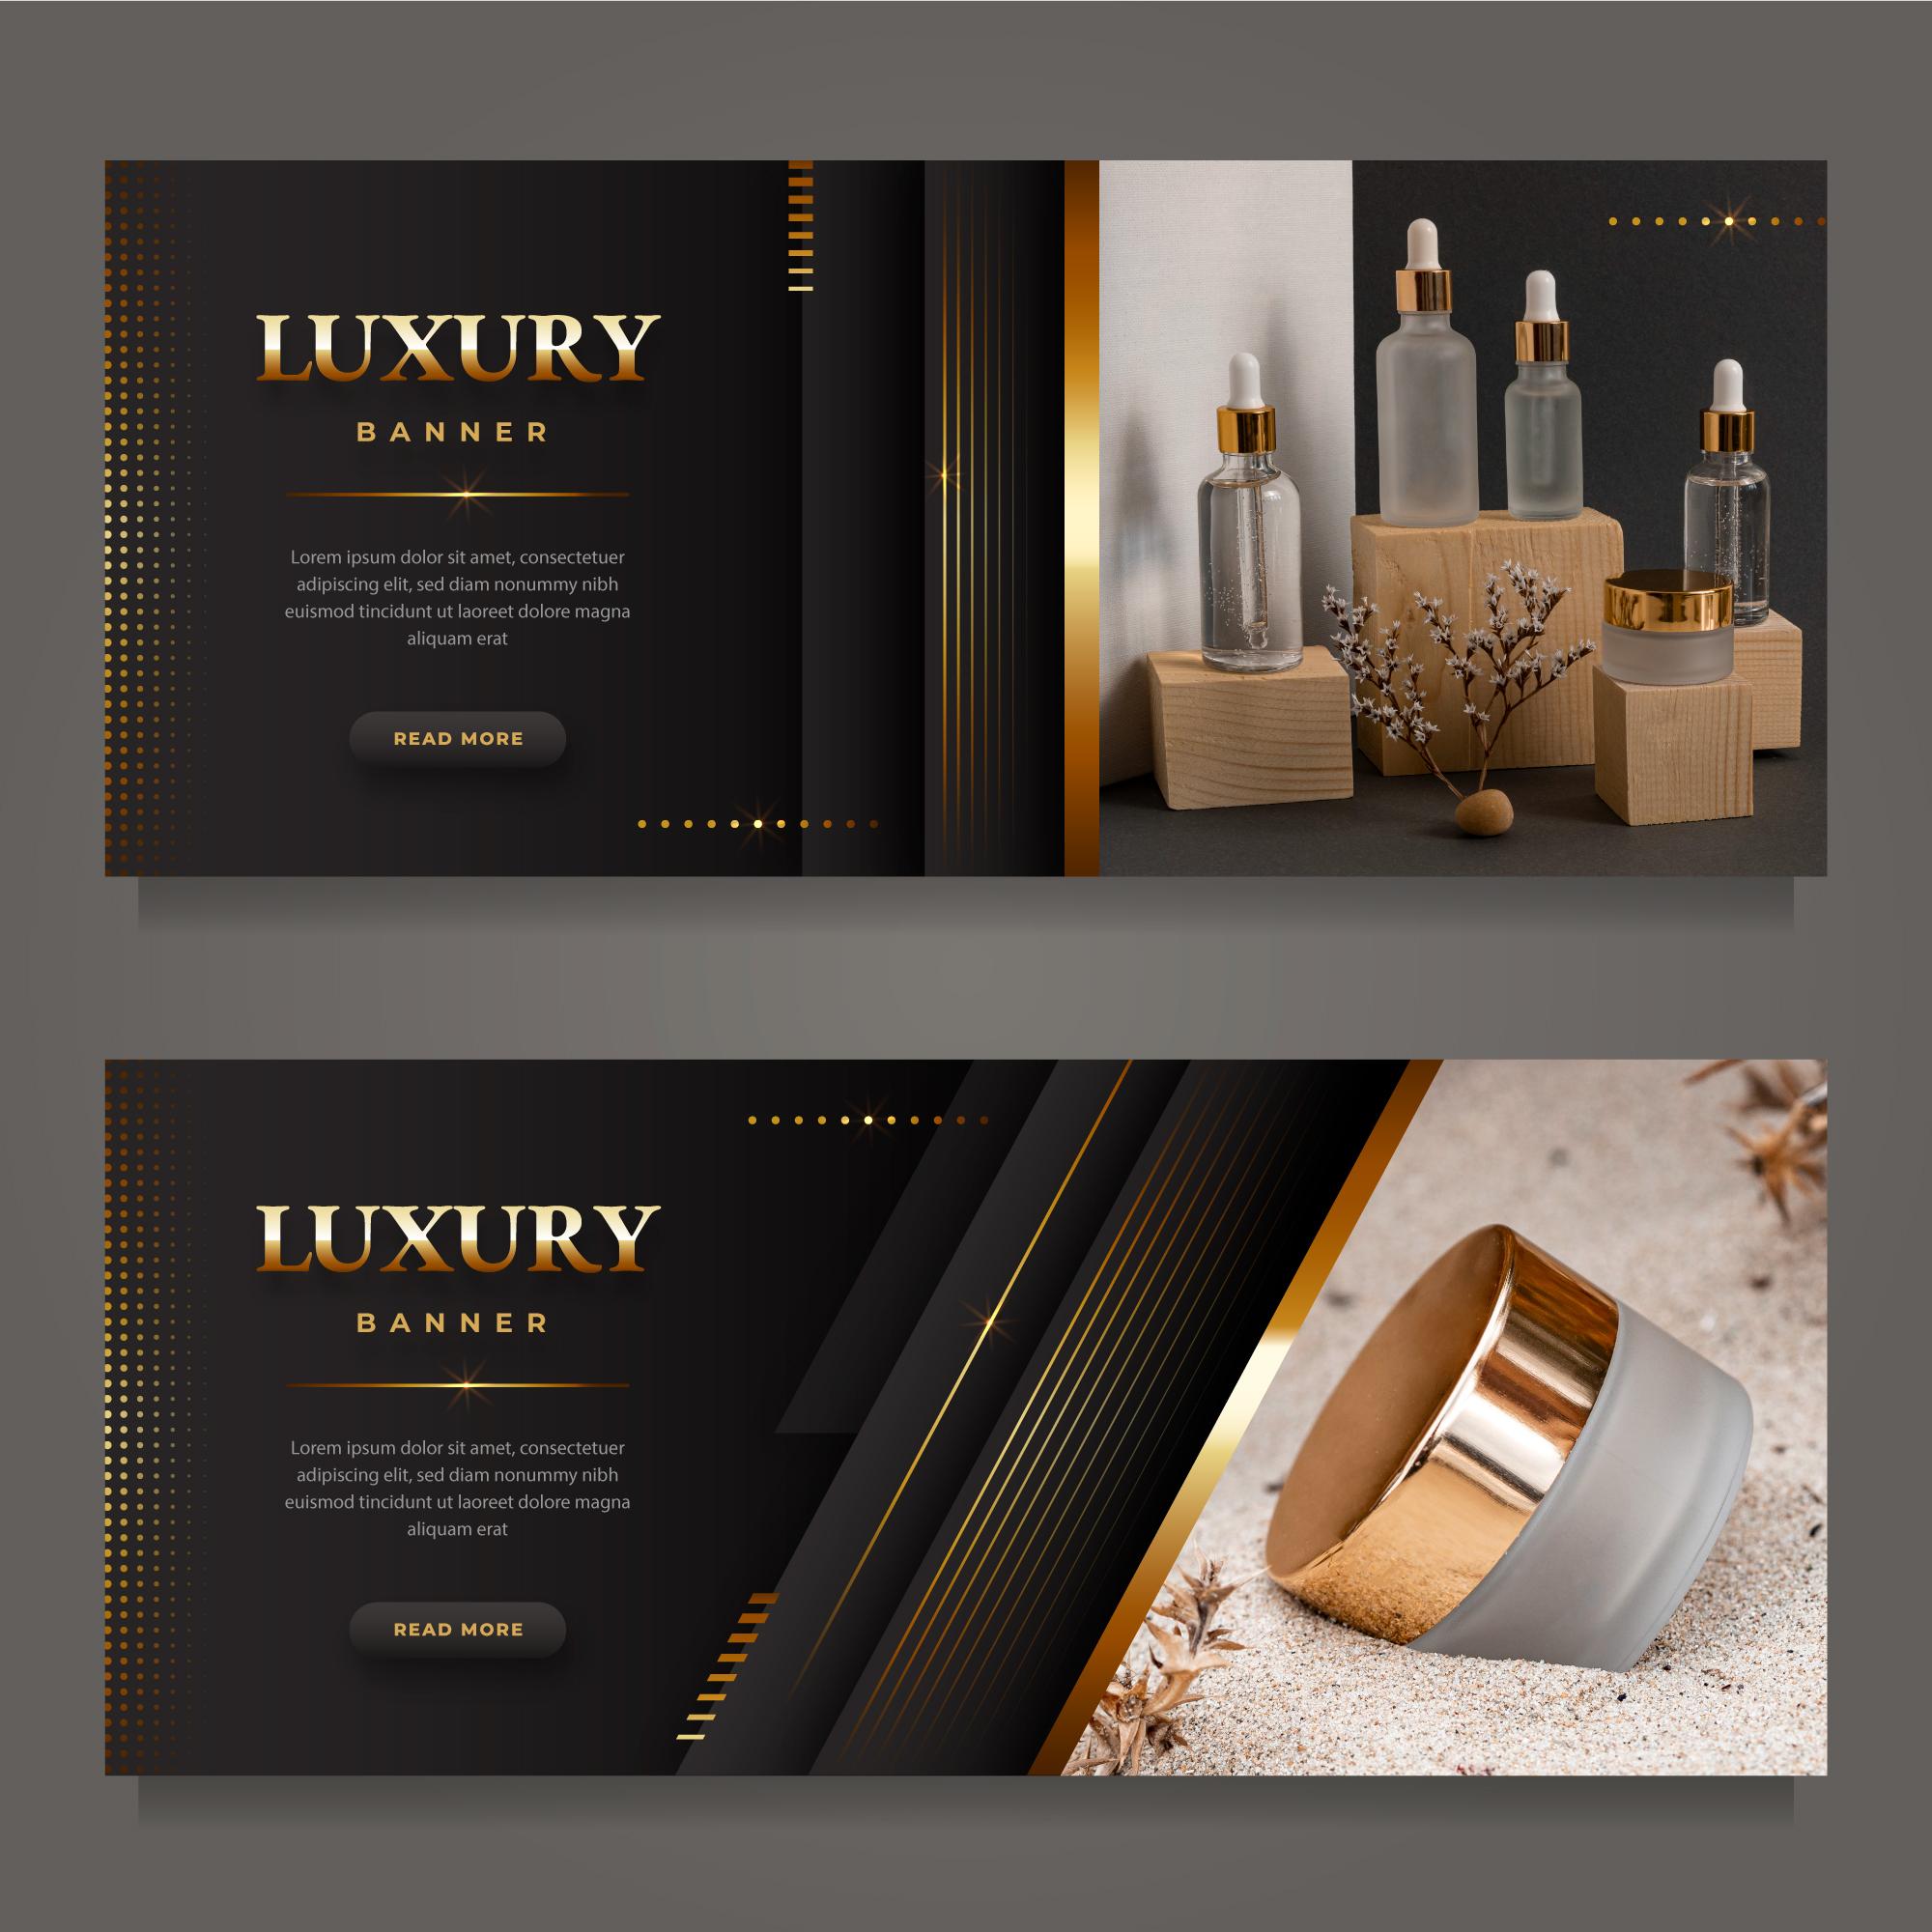 LUXURY
BANNER
Lorem ipsum dolor sit amet, consectetuer
adipiscing elit, sed diam nonummy nibh
euismod tincidunt ut laoreet dolore magna
aliquam erat
READ MORE
LUXURY
BANNER
Lorem ipsum dolor sit amet, consectetuer
adipiscing elit, sed diam nonummy nibh
euismod tincidunt ut laoreet dolore magna
aliquam erat
READ MORE